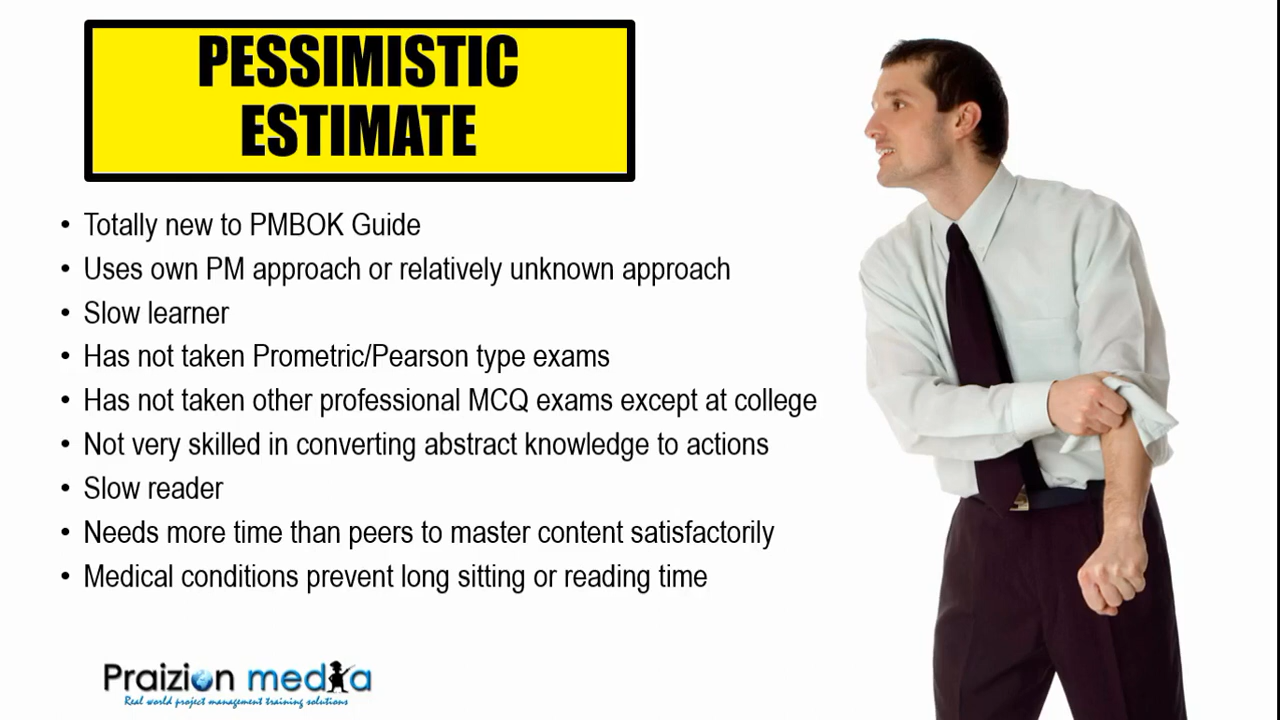 PESSIMISTIC
ESTIMATE
• Totally new to PMBOK Guide
• Uses own PM approach or relatively unknown approach
• Slow learner
• Has not taken Prometric/Pearson type exams
• Has not taken other professional MCQ exams except at college
• Not very skilled in converting abstract knowledge to actions
• Slow reader
• Needs more time than peers to master content satisfactorily
• Medical conditions prevent long sitting or reading time
Praizion media
Real world project management training solutions